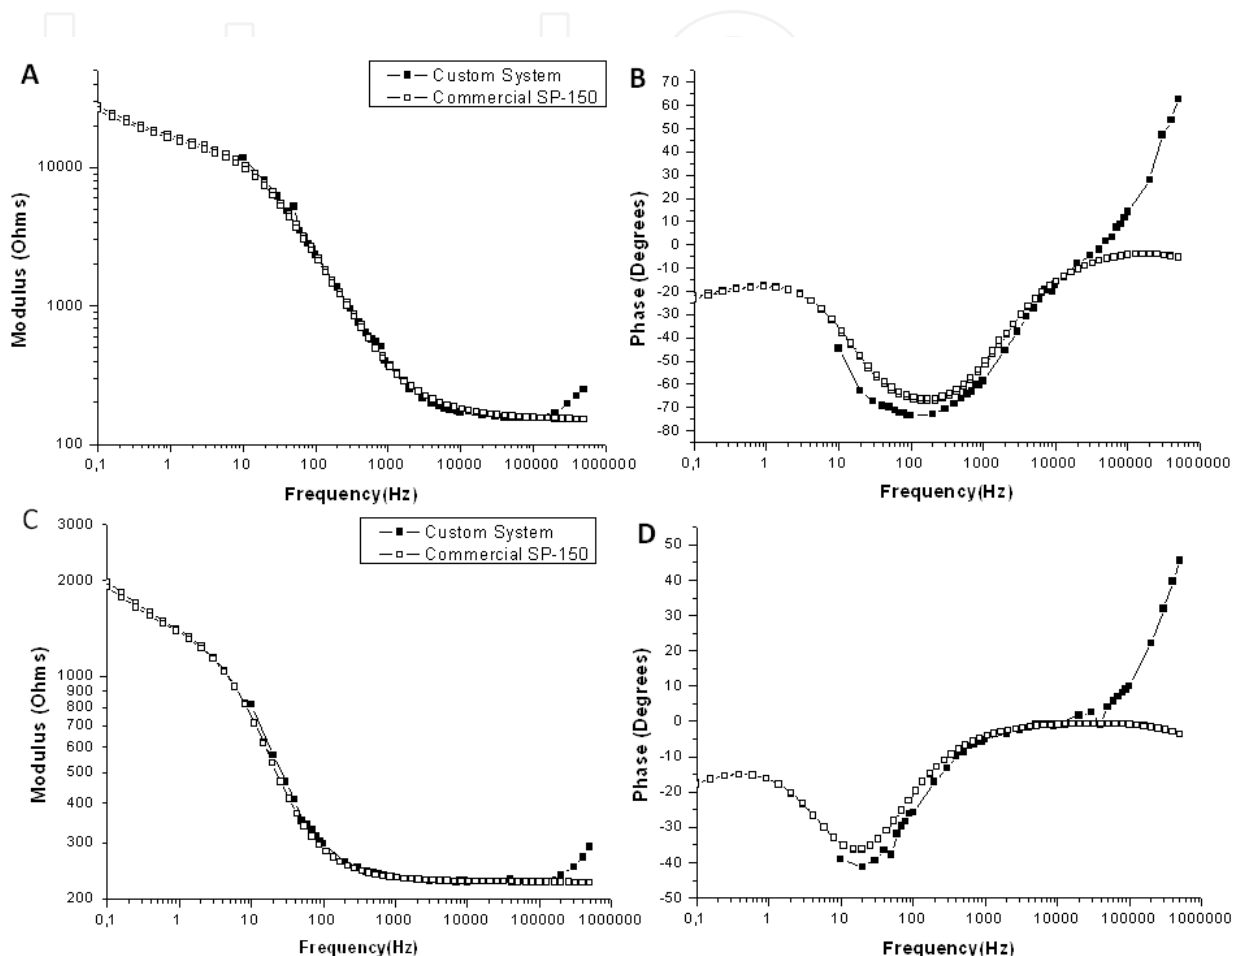 A
Custom System
Commercial SP-150
10000
1000
100
Modulus (Ohms)
0,1 1 10 100 1000 10000 100000 1000000
Frequency(Hz)
B
70
60
50
40
30
20
10
0
-10
-20
-30
-40
-50
-60
-70
-80
Phase (Degrees)
0,1 1 10 100 1000 10000 100000 1000000
Frequency(Hz)
C
Custom System
Commercial SP-150
3000
2000
1000
900
800
700
600
500
400
300
200
Modulus (Ohms)
0,1 1 10 100 1000 10000 100000 1000000
Frequency(Hz)
D
50
40
30
20
10
0
-10
-20
-30
-40
-50
Phase (Degrees)
0,1 1 10 100 1000 10000 100000 1000000
Frequency(Hz)